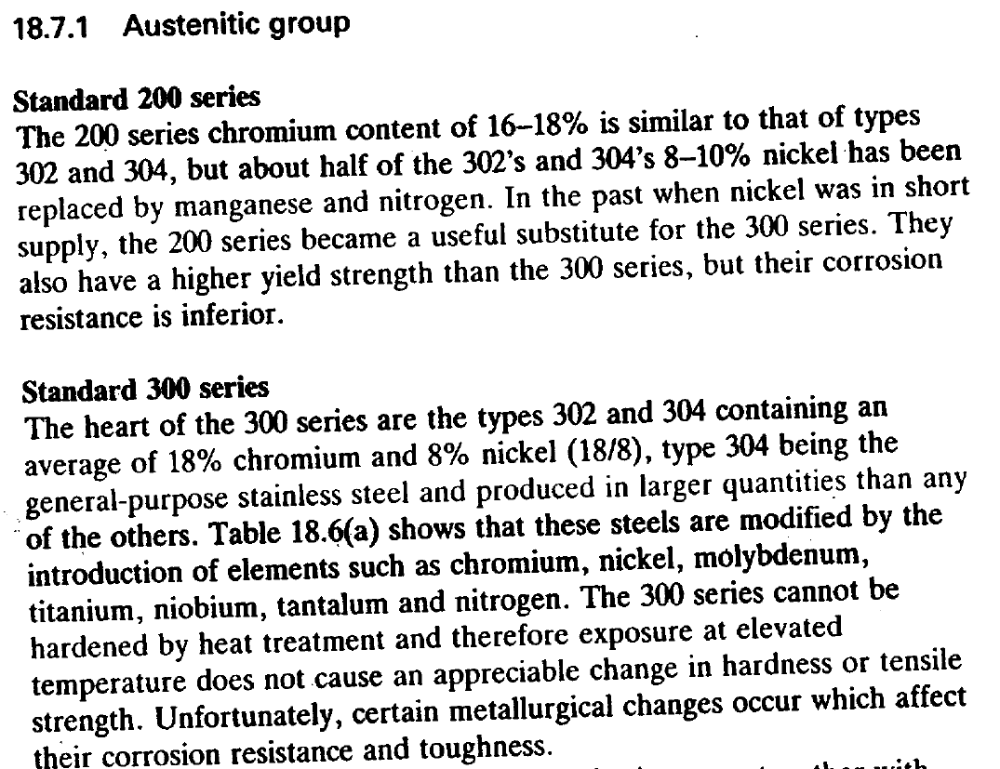 18.7.1 Austenitic group
Standard 200 series
The 200 series chromium content of 16–18% is similar to that of types
302 and 304, but about half of the 302's and 304's 8–10% nickel has been
replaced by manganese and nitrogen. In the past when nickel was in short
supply, the 200 series became a useful substitute for the 300 series. They
also have a higher yield strength than the 300 series, but their corrosion
resistance is inferior.
Standard 300 series
The heart of the 300 series are the types 302 and 304 containing an
average of 18% chromium and 8% nickel (18/8), type 304 being the
general-purpose stainless steel and produced in larger quantities than any
of the others. Table 18.6(a) shows that these steels are modified by the
introduction of elements such as chromium, nickel, molybdenum,
titanium, niobium, tantalum and nitrogen. The 300 series cannot be
hardened by heat treatment and therefore exposure at elevated
temperature does not cause an appreciable change in hardness or tensile
strength. Unfortunately, certain metallurgical changes occur which affect
their corrosion resistance and toughness.
with